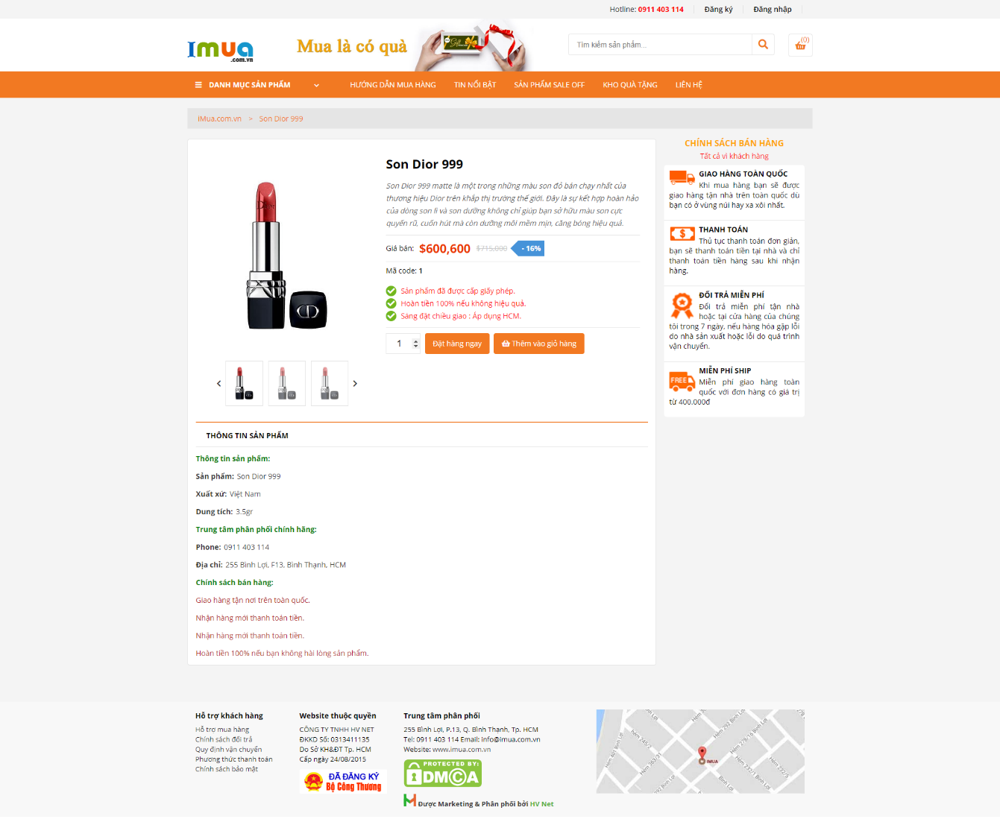 Hotline: 0911 403 114
Đăng ký
Đăng nhập
Imua
.com.vn
Mua là có quà
Tìm kiếm sản phẩm...
(0)
DANH MỤC SẢN PHẨM
HƯỚNG DẪN MUA HÀNG
TIN NỔI BẬT
SẢN PHẨM SALE OFF
KHO QUÀ TẶNG
LIÊN HỆ
iMua.com.vn > Son Dior 999
Son Dior 999
Son Dior 999 matte là một trong những màu son đỏ bán chạy nhất của
thương hiệu Dior trên khắp thị trường thế giới. Đây là sự kết hợp hoàn hảo
của dòng son lì và son dưỡng không chỉ giúp bạn sở hữu màu son cực
quyến rũ, cuốn hút mà còn dưỡng môi mềm mịn, căng bóng hiệu quả.
Giá bán: $600,600 $715,000 - 16%
Mã code: 1
Sản phẩm đã được cấp giấy phép.
Hoàn tiền 100% nếu không hiệu quả.
Sáng đặt chiều giao : Áp dụng HCM.
1
Đặt hàng ngay
Thêm vào giỏ hàng
CHÍNH SÁCH BÁN HÀNG
Tất cả vì khách hàng
GIAO HÀNG TOÀN QUỐC
Khi mua hàng bạn sẽ được
giao hàng tận nhà trên toàn quốc dù
bạn có ở vùng núi hay xa xôi nhất.
THANH TOÁN
Thủ tục thanh toán đơn giản,
bạn sẽ thanh toán tiền tại nhà và chỉ
thanh toán tiền hàng sau khi nhận
hàng.
ĐỔI TRẢ MIỄN PHÍ
Đổi trả miễn phí tận nhà
hoặc tại cửa hàng của chúng
tôi trong 7 ngày, nếu hàng hóa gặp lỗi
do nhà sản xuất hoặc lỗi do quá trình
vận chuyển.
FREE
MIỄN PHÍ SHIP
Miễn phí giao hàng toàn
quốc với đơn hàng có giá trị
từ 400.000đ
THÔNG TIN SẢN PHẨM
Thông tin sản phẩm:
Sản phẩm: Son Dior 999
Xuất xứ: Việt Nam
Dung tích: 3.5gr
Trung tâm phân phối chính hãng:
Phone: 0911 403 114
Địa chỉ: 255 Bình Lợi, F13, Bình Thạnh, HCM
Chính sách bán hàng:
Giao hàng tận nơi trên toàn quốc.
Nhận hàng mới thanh toán tiền.
Nhận hàng mới thanh toán tiền.
Hoàn tiền 100% nếu bạn không hài lòng sản phẩm.
Hỗ trợ khách hàng
Hỗ trợ mua hàng
Chính sách đổi trả
Quy định vận chuyển
Phương thức thanh toán
Chính sách bảo mật
Website thuộc quyền
CÔNG TY TNHH HV NET
ĐKKD Số: 0313411135
Do Sở KH&ĐT Tp. HCM
Cấp ngày 24/08/2015
ĐÃ ĐĂNG KÝ
Bộ Công Thương
Trung tâm phân phối
255 Bình Lợi, P.13, Q. Bình Thạnh, Tp. HCM
Tel: 0911 403 114 Email: info@imua.com.vn
Website: www.imua.com.vn
PROTECTED BY:
DMCA
Được Marketing & Phân phối bởi HV Net
IMUA
Bình Lợi
Bình Lợi